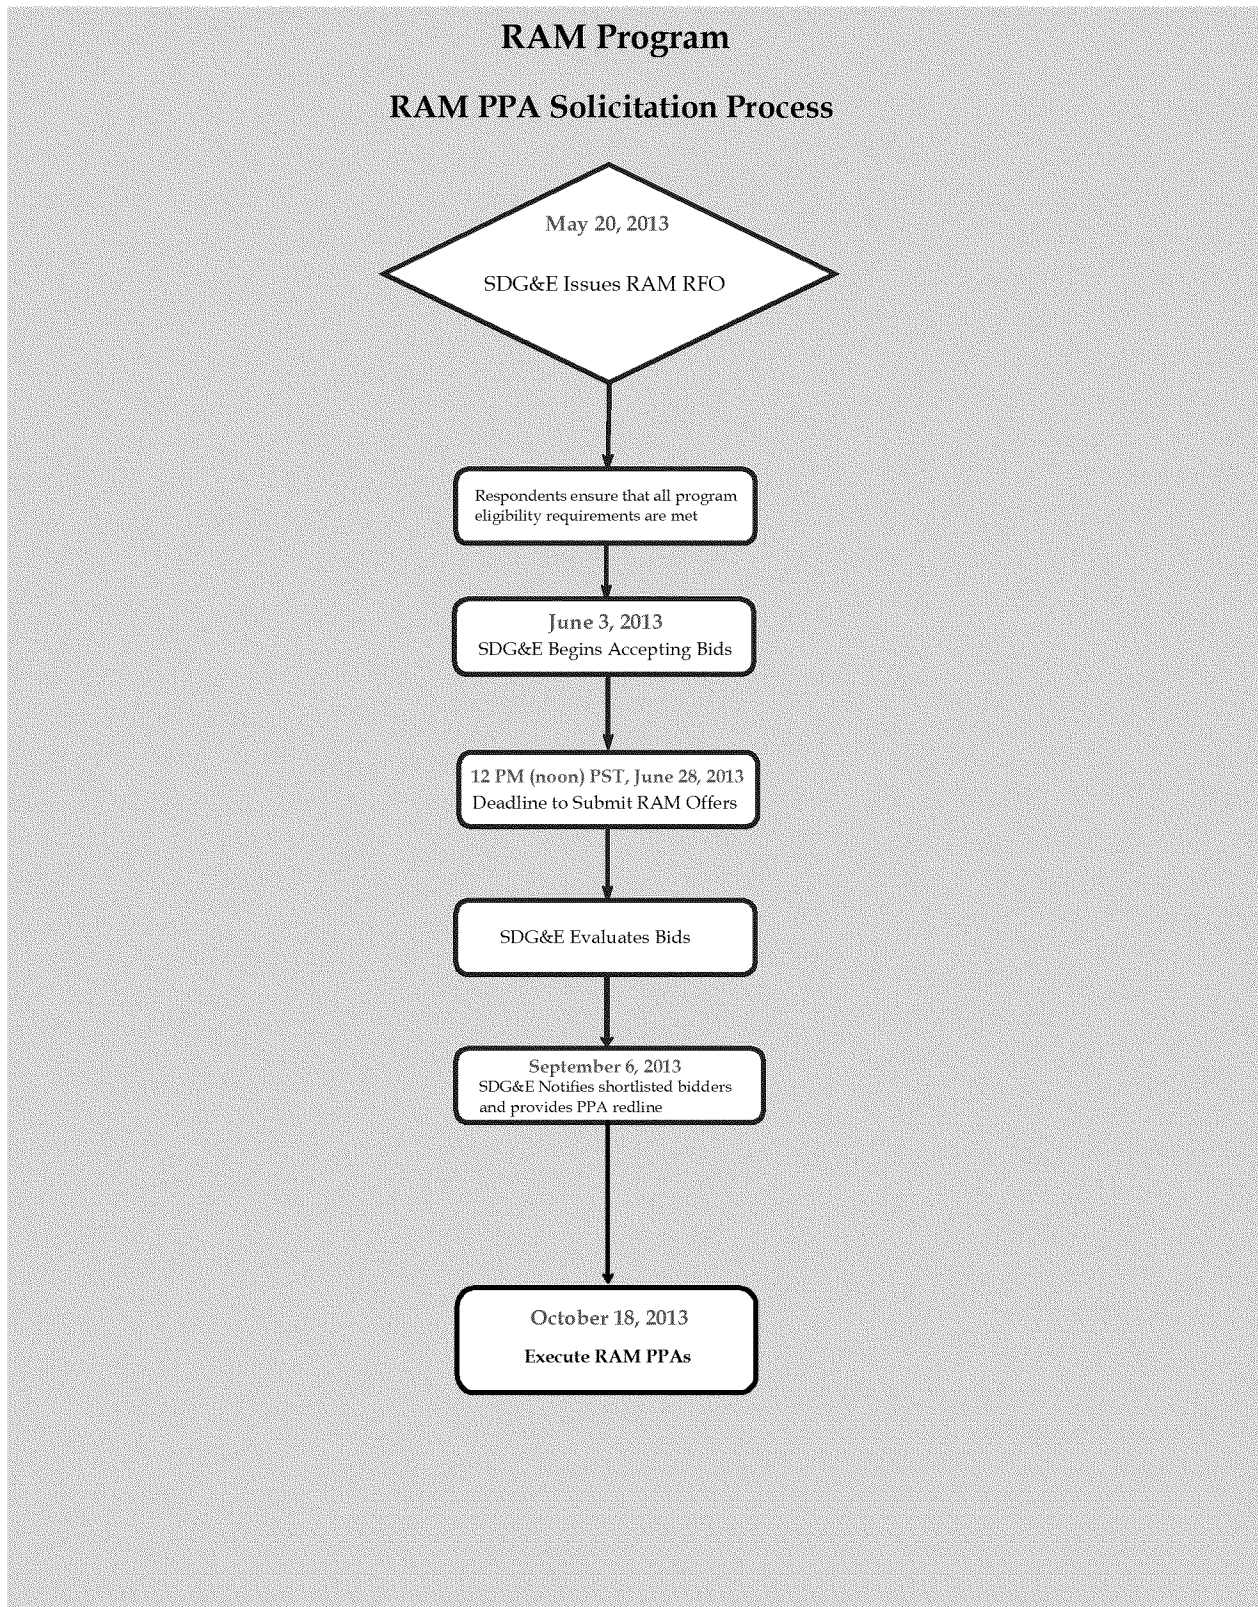 RAM Program
RAM PPA Solicitation Process
May 20, 2013
SDG&E Issues RAM RFO
Respondents ensure that all program
eligibility requirements are met
June 3, 2013
SDG&E Begins Accepting Bids
12 PM (noon) PST, June 28, 2013
Deadline to Submit RAM Offers
SDG&E Evaluates Bids
September 6, 2013
SDG&E Notifies shortlisted bidders
and provides PPA redline
October 18, 2013
Execute RAM PPAs